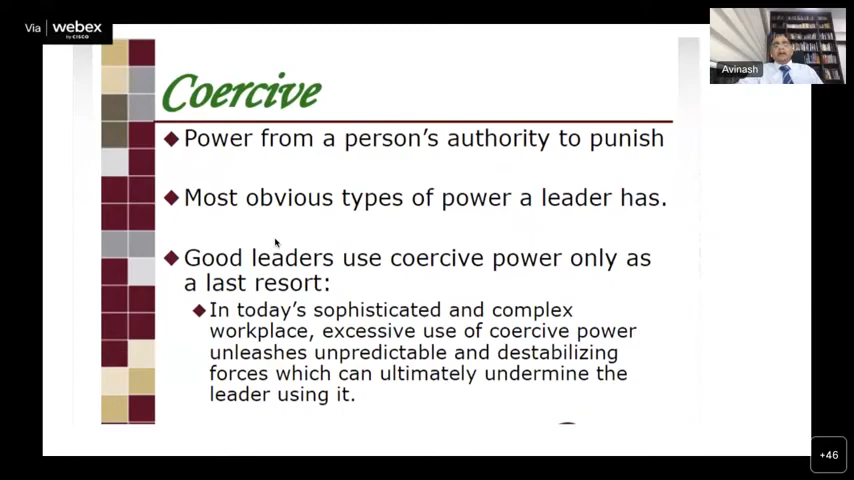 Via webex
by CISCO
Avinash
Coercive
Power from a person's authority to punish
Most obvious types of power a leader has.
Good leaders use coercive power only as
a last resort:
In today's sophisticated and complex
workplace, excessive use of coercive power
unleashes unpredictable and destabilizing
forces which can ultimately undermine the
leader using it.
+46